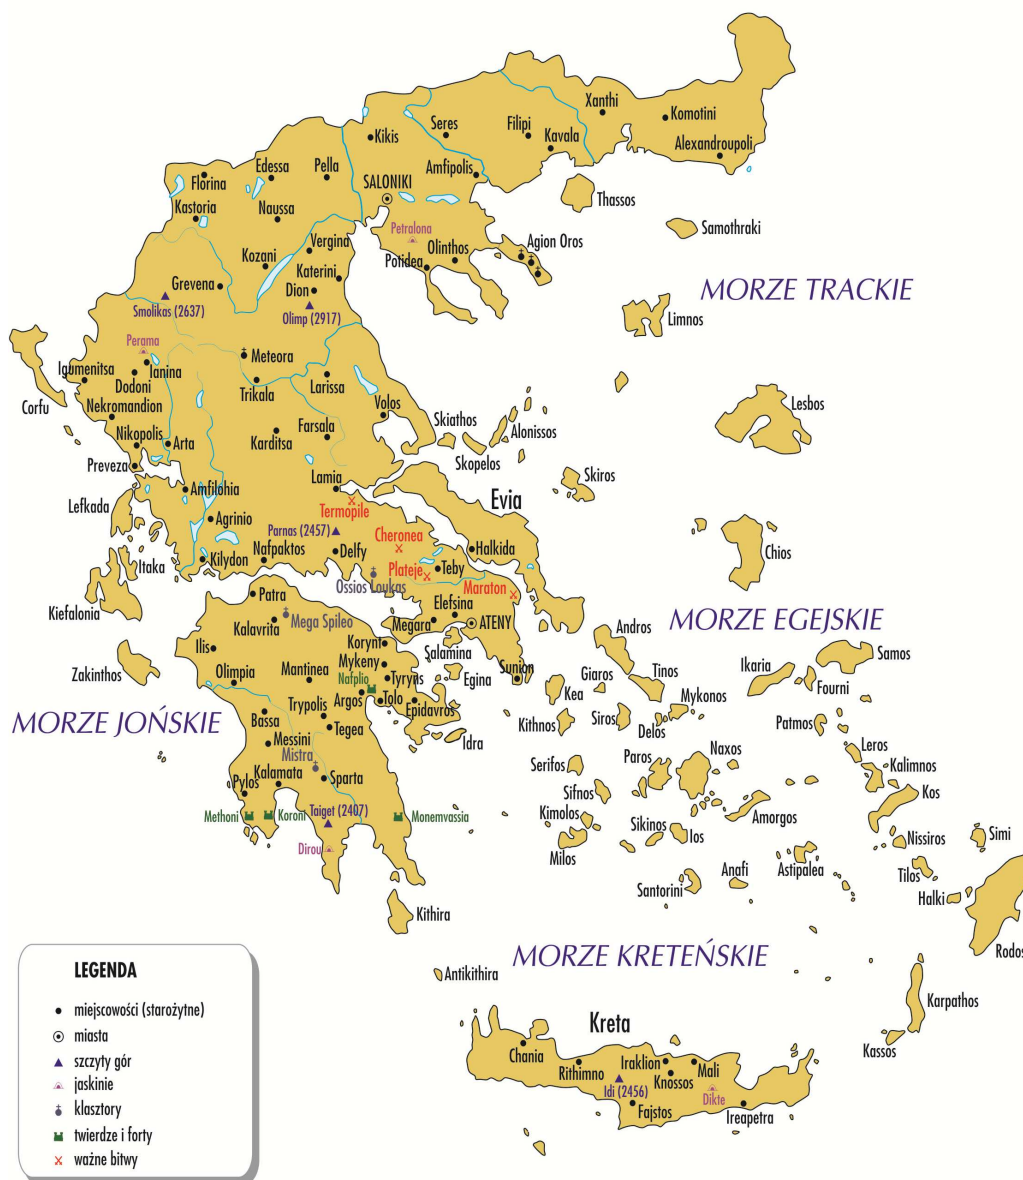 Xanthi
Komotini
Kikis
Seres
Filipi
Kavala
Alexandroupoli
Edessa
Pella
Florina
SALONIKI
Amfipolis
Thassos
Kastoria
Naussa
Samothraki
Petralona
Vergina
Olinthos
Agion Oros
Kozani
Potidea
Katerini
Grevena
Dion
MORZE TRACKIE
Smolikas (2637)
Olimp (2917)
Limnos
Perama
Meteora
Igumenitsa
Ianina
Dodoni
Trikala
Larissa
Corfu
Nekromandion
Volos
Lesbos
Skiathos
Alonissos
Nikopolis
Arta
Karditsa
Farsala
Skopelos
Preveza
Skiros
Lamia
Amfilohia
Evia
Lefkada
Termopile
Agrinio
Parnas (2457)
Cheronea
Nafpaktos
Delfy
Halkida
Chios
Kilydon
Itaka
Plateje
Teby
Ossios Loukas
Maraton
Kiefalonia
Patra
Elefsina
Mega Spileo
Kalavrita
Megara
ATENY
MORZE EGEJSKIE
Andros
Ilis
Korynt
Salamina
Samos
Zakinthos
Olimpia
Mantinea
Mykeny
Egina
Sunion
Tinos
Ikaria
Nafplio
Tyryns
Giaros
Fourni
Argos
Tolo
Kea
Mykonos
Epidavros
MORZE JOŃSKIE
Bassa
Trypolis
Kithnos
Siros
Delos
Patmos
Tegea
Idra
Messini
Paros
Naxos
Leros
Mistra
Serifos
Kalimnos
Kalamata
Sparta
Pylos
Sifnos
Kos
Methoni
Koroni
Taiget (2407)
Monemvassia
Kimolos
Sikinos
Ios
Amorgos
Milos
Nissiros
Simi
Dirou
Anafi
Astipalea
Tilos
Santorini
Halki
Kithira
Rodos
MORZE KRETEŃSKIE
Antikithira
Karpathos
Kreta
Kassos
Chania
Rithimno
Iraklion
Mali
Knossos
Idi (2456)
Dikte
Fajstos
Ireapetra
LEGENDA
miejscowości (starożytne)
miasta
szczyty gór
jaskinie
klasztory
twierdze i forty
ważne bitwy